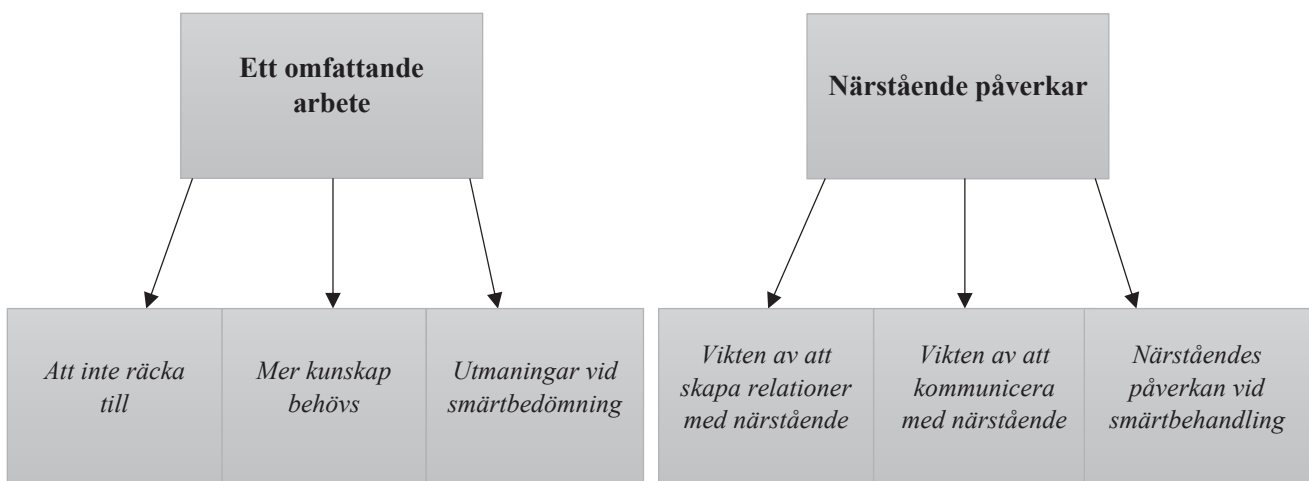 Ett omfattande
arbete
Närstående påverkar
Att inte räcka
till
Mer kunskap
behövs
Utmaningar vid
smärtbedömning
Vikten av att
skapa relationer
med närstående
Vikten av att
kommunicera
med närstående
Närståendes
påverkan vid
smärtbehandling